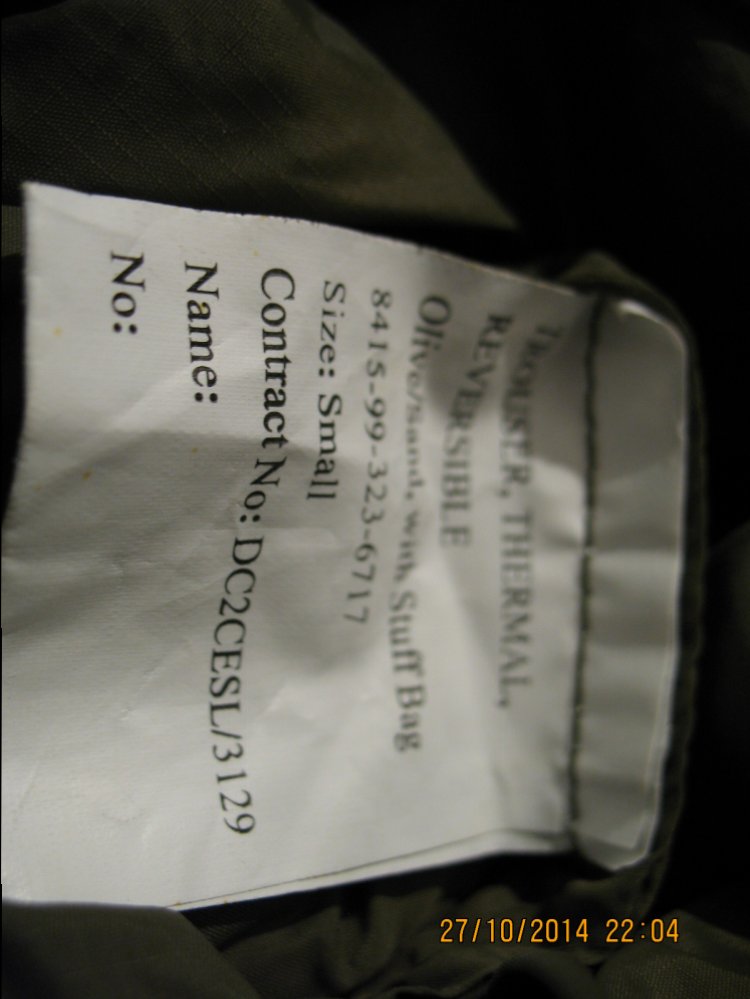 TROUSER, THERMAL,
REVERSIBLE
Olive/Sand, with Stuff Bag
8415-99-323-6717
Size: Small
Contract No: DC2CESL/3129
Name:
No:
27/10/2014 22:04